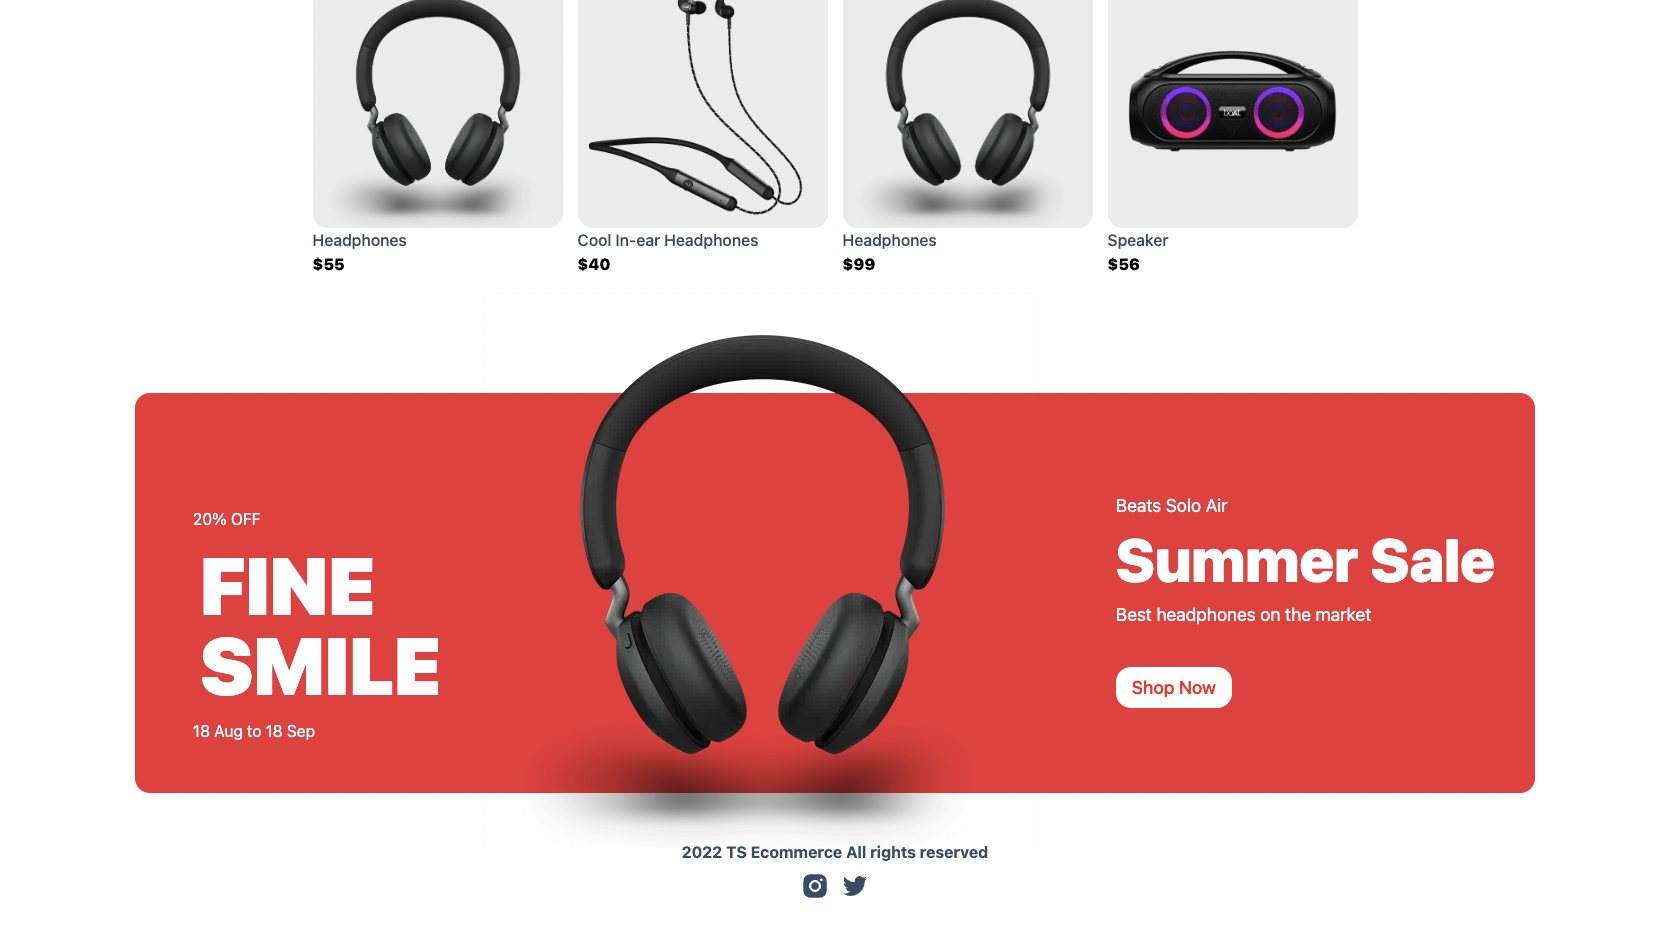 Headphones
$55
Cool In-ear Headphones
$40
Headphones
$99
boAt
Speaker
$56
20% OFF
FINE
SMILE
18 Aug to 18 Sep
Beats Solo Air
Summer Sale
Best headphones on the market
Shop Now
2022 TS Ecommerce All rights reserved